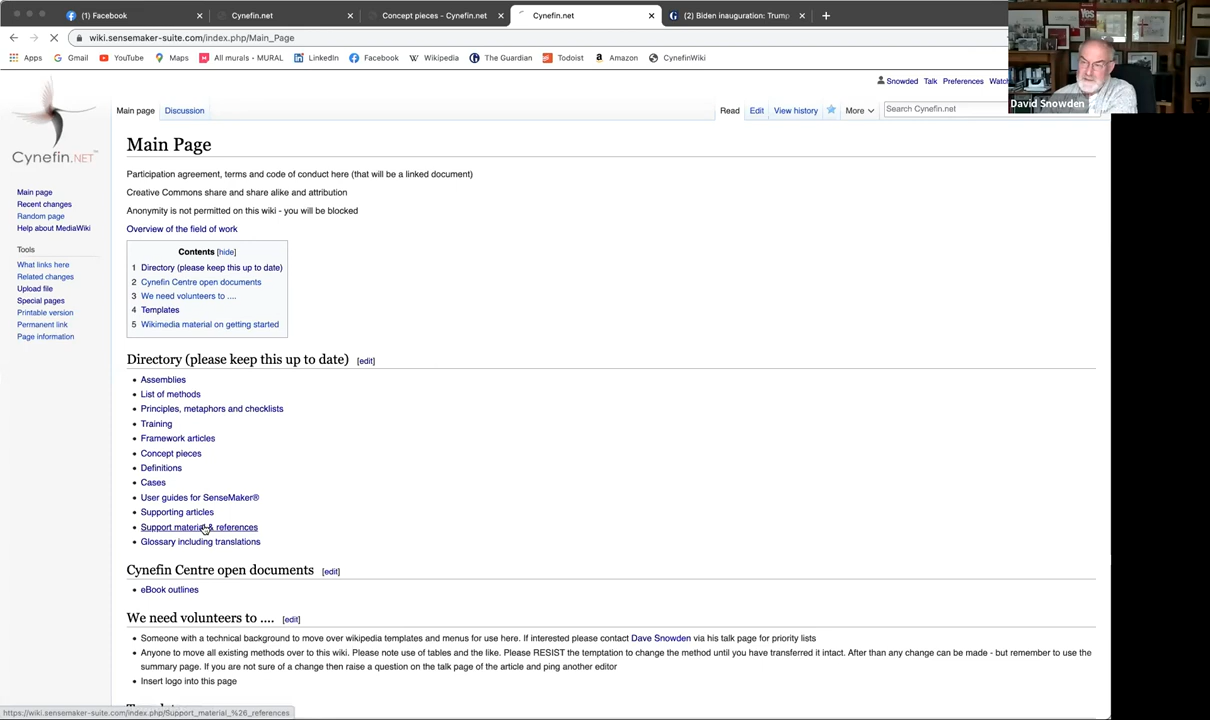 (1) Facebook
Cynefin.net
Concept pieces - Cynefin.net
Cynefin.net
(2) Biden inauguration: Trump
wiki.sensemaker-suite.com/index.php/Main_Page
Apps Gmail YouTube Maps All murals • MURAL LinkedIn Facebook Wikipedia The Guardian Todoist Amazon CynefinWiki
Yes
David Snowden
Snowded Talk Preferences Watch
Main page Discussion Read Edit View history More Search Cynefin.net
Cynefin.NET
Main page
Recent changes
Random page
Help about MediaWiki
Tools
What links here
Related changes
Upload file
Special pages
Printable version
Permanent link
Page information
Main Page
Participation agreement, terms and code of conduct here (that will be a linked document)
Creative Commons share and share alike and attribution
Anonymity is not permitted on this wiki - you will be blocked
Overview of the field of work
Contents [hide]
1 Directory (please keep this up to date)
2 Cynefin Centre open documents
3 We need volunteers to ....
4 Templates
5 Wikimedia material on getting started
Directory (please keep this up to date) [edit]
• Assemblies
• List of methods
• Principles, metaphors and checklists
• Training
• Framework articles
• Concept pieces
• Definitions
• Cases
• User guides for SenseMaker®
• Supporting articles
• Support material & references
• Glossary including translations
Cynefin Centre open documents [edit]
• eBook outlines
We need volunteers to .... [edit]
• Someone with a technical background to move over wikipedia templates and menus for use here. If interested please contact Dave Snowden via his talk page for priority lists
• Anyone to move all existing methods over to this wiki. Please note use of tables and the like. Please RESIST the temptation to change the method until you have transferred it intact. After than any change can be made - but remember to use the
summary page. If you are not sure of a change then raise a question on the talk page of the article and ping another editor
• Insert logo into this page
https://wiki.sensemaker-suite.com/index.php/Support_material_%26_references